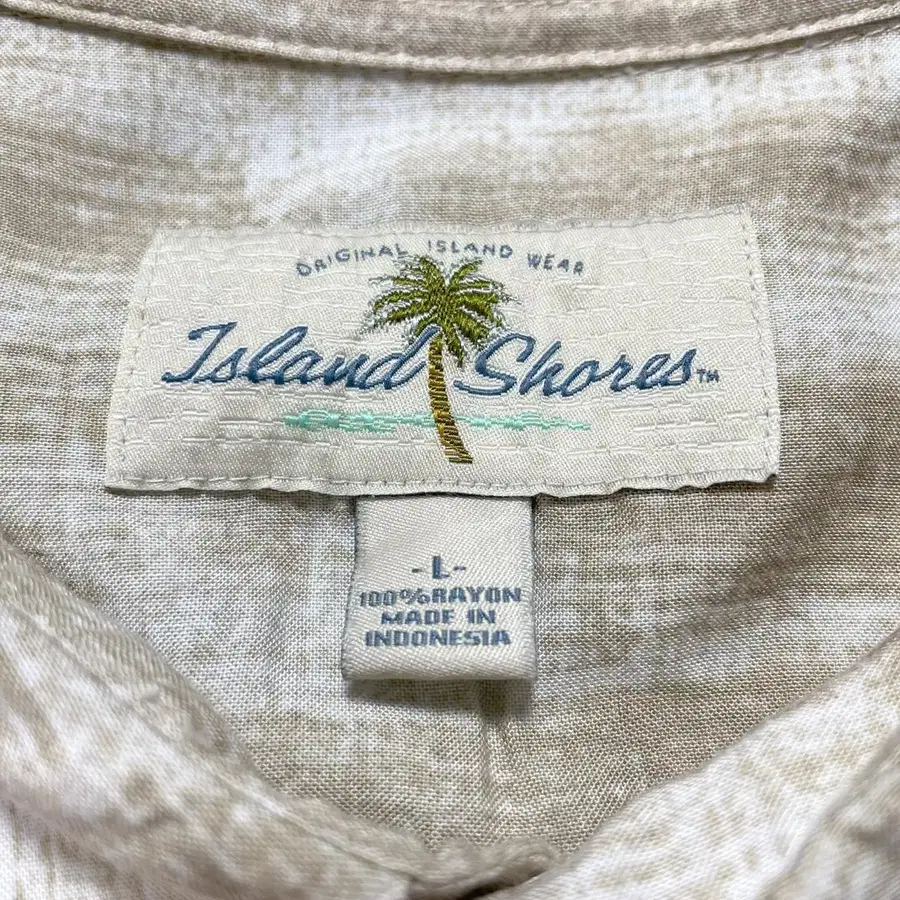 ORIGINAL ISLAND WEAR
Island Shores™
-L-
100%RAYON
MADE IN
INDONESIA